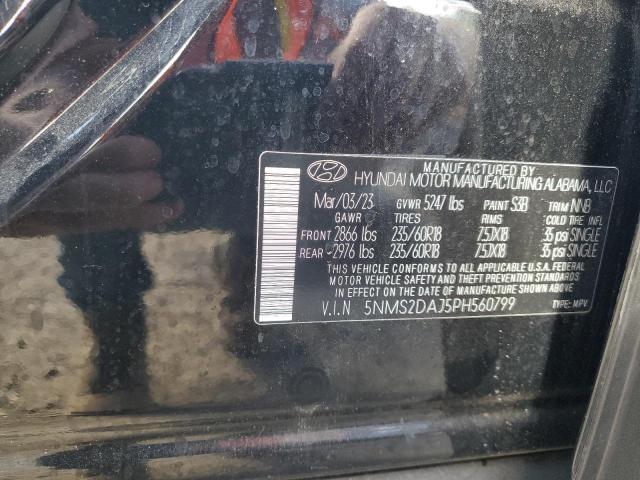 MANUFACTURED BY
HYUNDAI MOTOR MANUFACTURING ALABAMA, LLC
Mar/03/23 GVWR 5247 lbs PAINT S3B TRIM NNB
GAWR TIRES RIMS COLD TIRE INFL
FRONT 2866 lbs 235/60R18 7.5JX18 35 psi SINGLE
REAR 2976 lbs 235/60R18 7.5JX18 35 psi SINGLE
THIS VEHICLE CONFORMS TO ALL APPLICABLE U.S.A. FEDERAL
MOTOR VEHICLE SAFETY AND THEFT PREVENTION STANDARDS
IN EFFECT ON THE DATE OF MANUFACTURE SHOWN ABOVE.
V.I.N 5NMS2DAJ5PH560799 TYPE: MPV